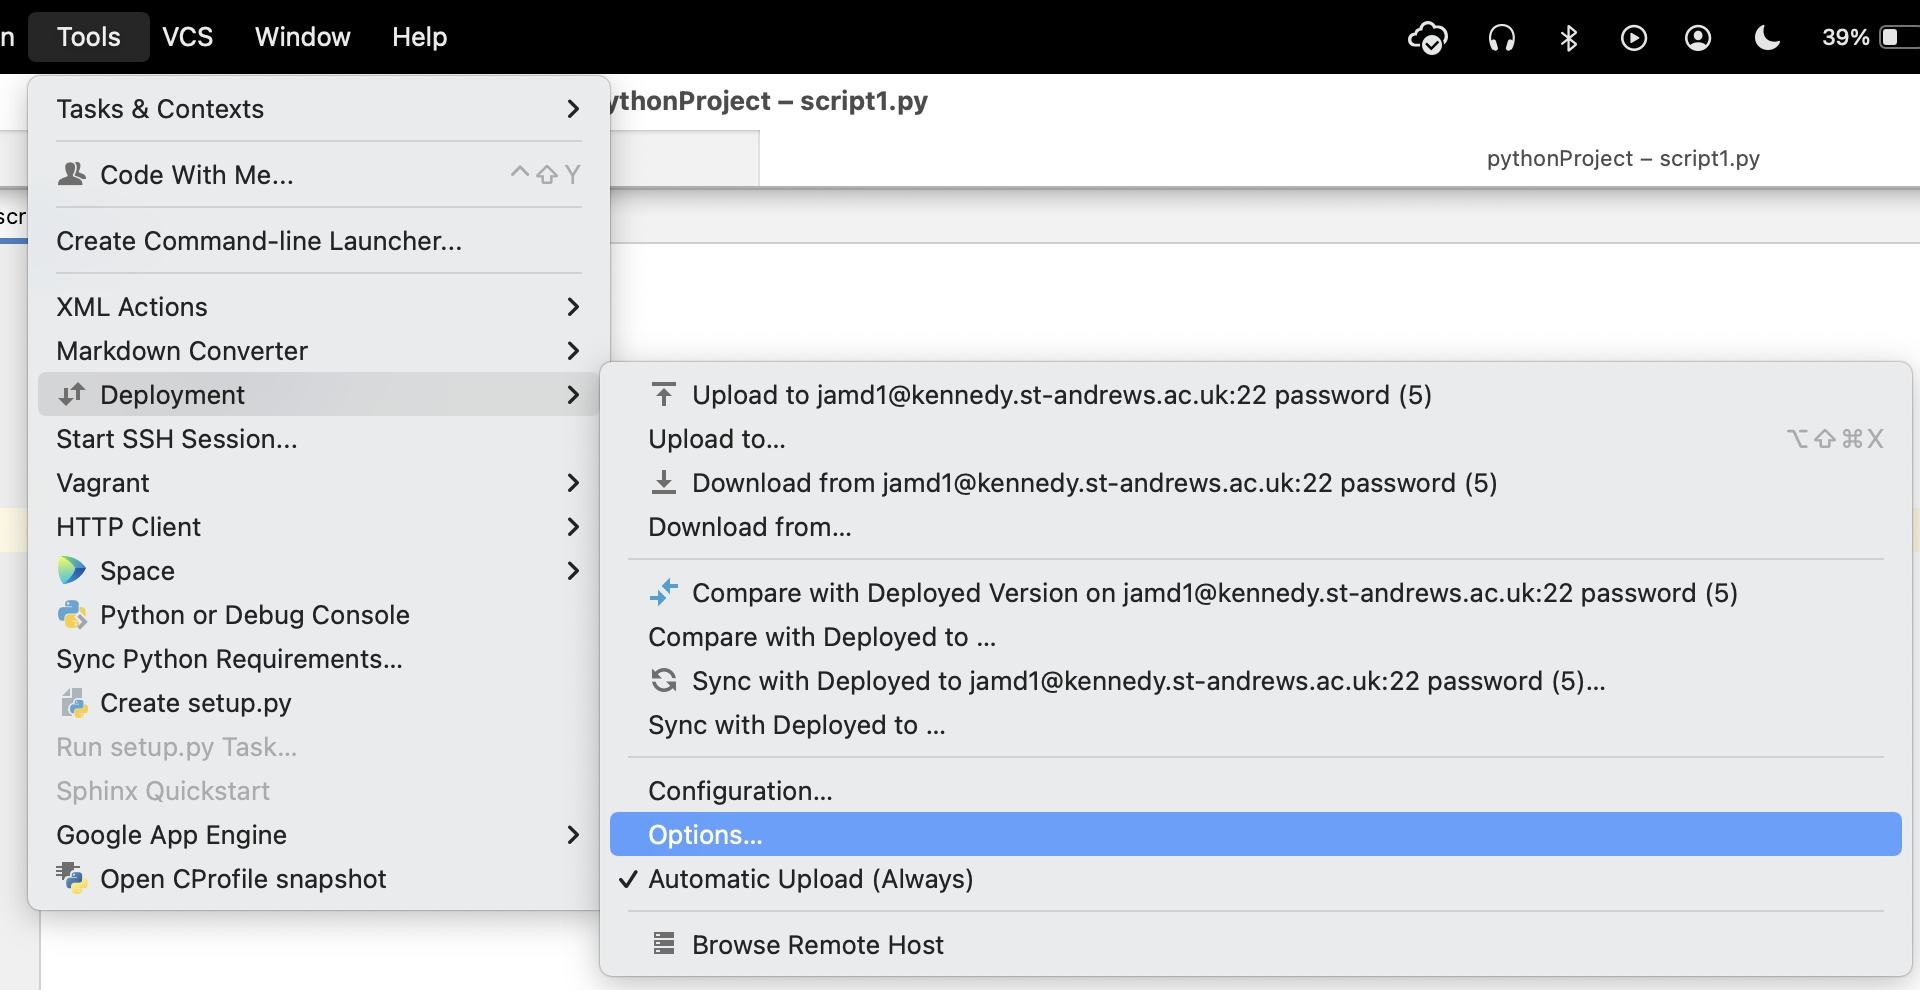 n Tools VCS Window Help 39%
ythonProject – script1.py
pythonProject – script1.py
scr
Tasks & Contexts
Code With Me... ^⇧Y
Create Command-line Launcher...
XML Actions
Markdown Converter
Deployment
Start SSH Session...
Vagrant
HTTP Client
Space
Python or Debug Console
Sync Python Requirements...
Create setup.py
Run setup.py Task...
Sphinx Quickstart
Google App Engine
Open CProfile snapshot
Upload to jamd1@kennedy.st-andrews.ac.uk:22 password (5)
Upload to... ⌥⇧⌘X
Download from jamd1@kennedy.st-andrews.ac.uk:22 password (5)
Download from...
Compare with Deployed Version on jamd1@kennedy.st-andrews.ac.uk:22 password (5)
Compare with Deployed to ...
Sync with Deployed to jamd1@kennedy.st-andrews.ac.uk:22 password (5)...
Sync with Deployed to ...
Configuration...
Options...
✓ Automatic Upload (Always)
Browse Remote Host